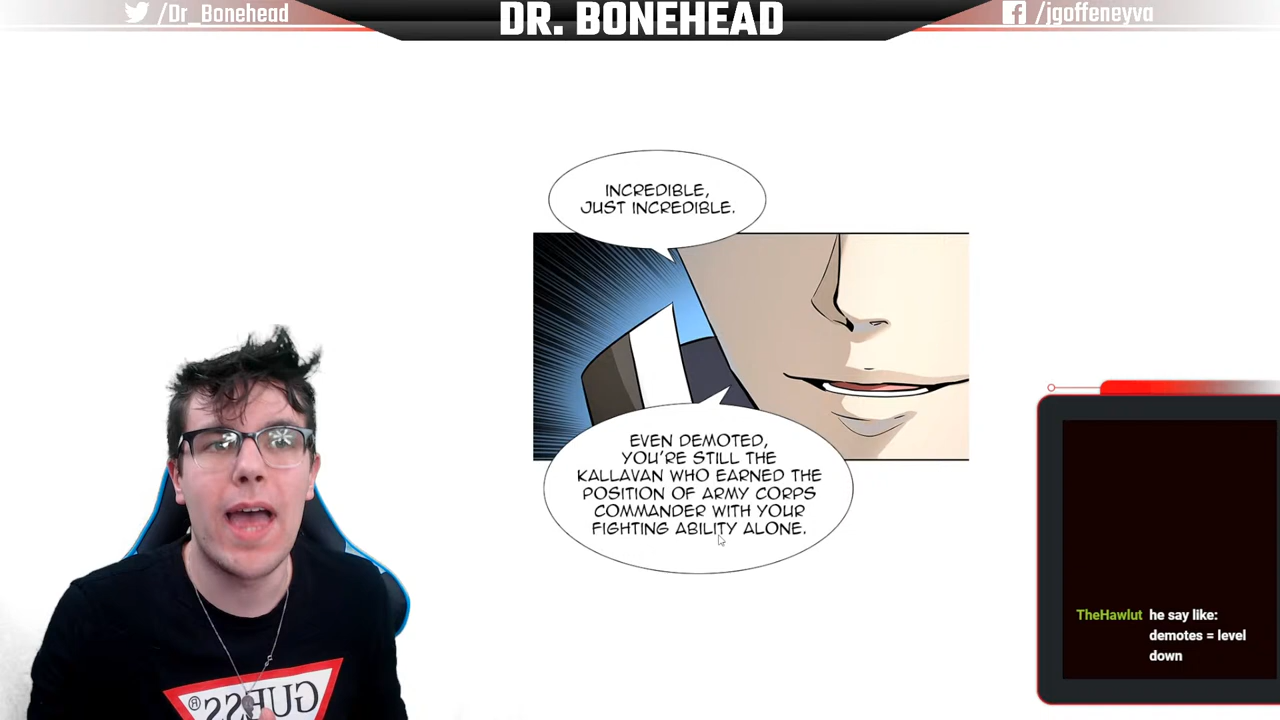 /Dr_Bonehead
DR. BONEHEAD
/jgoffeneyva
INCREDIBLE,
JUST INCREDIBLE.
EVEN DEMOTED,
YOU'RE STILL THE
KALLAVAN WHO EARNED THE
POSITION OF ARMY CORPS
COMMANDER WITH YOUR
FIGHTING ABILITY ALONE.
GUESS®
TheHawlut he say like:
demotes = level
down